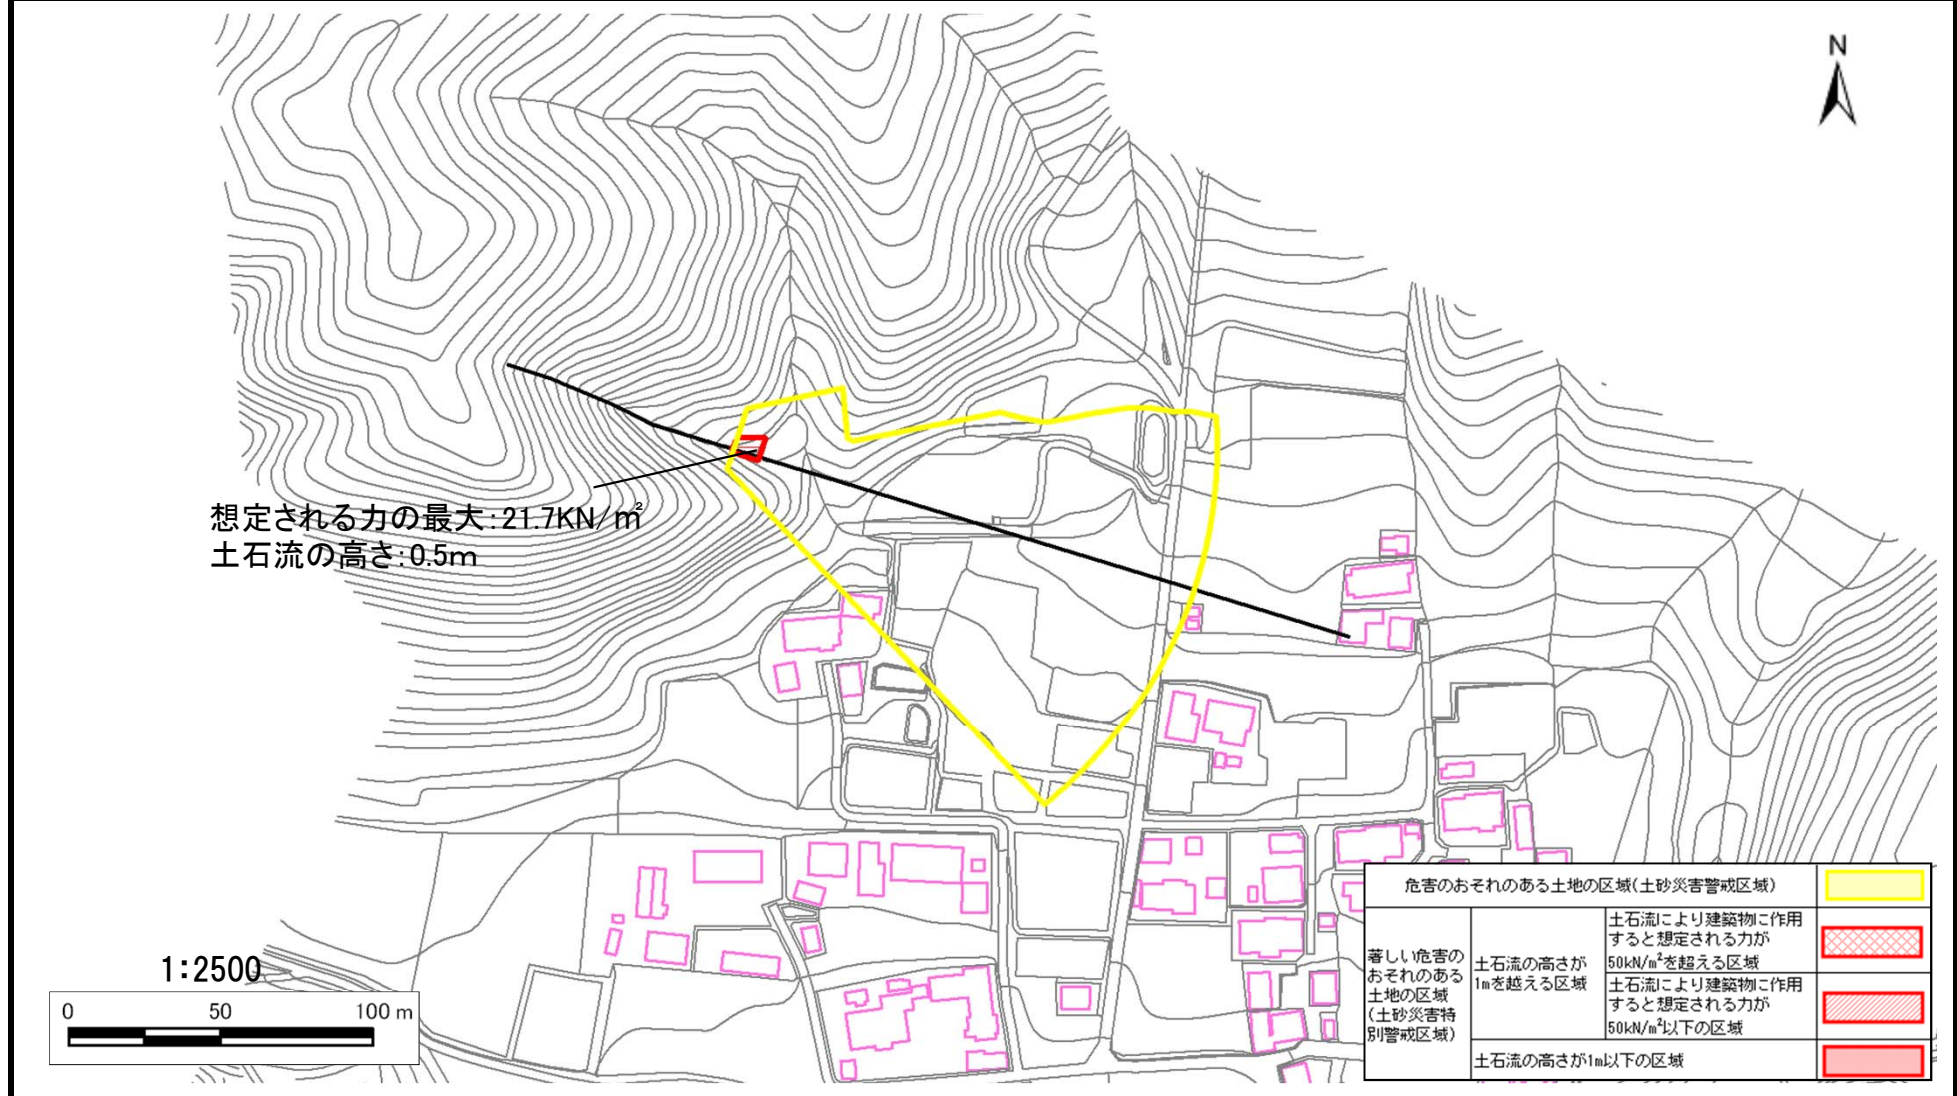 N
想定される力の最大:21.7KN/㎡
土石流の高さ:0.5m
1:2500
0 50 100 m
危害のおそれのある土地の区域(土砂災害警戒区域)
著しい危害の
おそれのある
土地の区域
(土砂災害特
別警戒区域)
土石流の高さが
1mを越える区域
土石流により建築物に作用
すると想定される力が
50kN/m²を超える区域
土石流により建築物に作用
すると想定される力が
50kN/m²以下の区域
土石流の高さが1m以下の区域